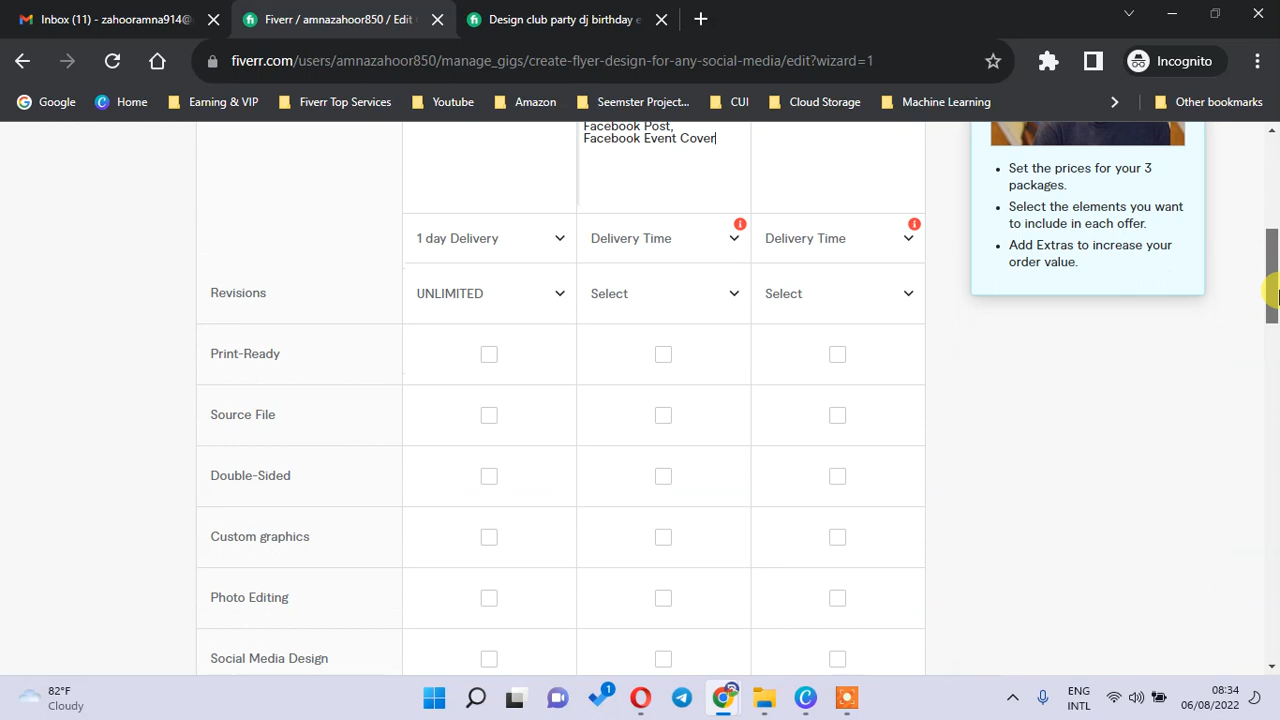 Inbox (11) - zahooramna914@
Fiverr / amnazahoor850 / Edit
Design club party dj birthday e
fiverr.com/users/amnazahoor850/manage_gigs/create-flyer-design-for-any-social-media/edit?wizard=1
Incognito
Google
Home
Earning & VIP
Fiverr Top Services
Youtube
Amazon
Seemster Project...
CUI
Cloud Storage
Machine Learning
Other bookmarks
Facebook Post,
Facebook Event Cover
Set the prices for your 3
packages.
Select the elements you want
to include in each offer.
Add Extras to increase your
order value.
1 day Delivery
Delivery Time
Delivery Time
Revisions
UNLIMITED
Select
Select
Print-Ready
Source File
Double-Sided
Custom graphics
Photo Editing
Social Media Design
82°F
Cloudy
1
ENG
INTL
08:34
06/08/2022